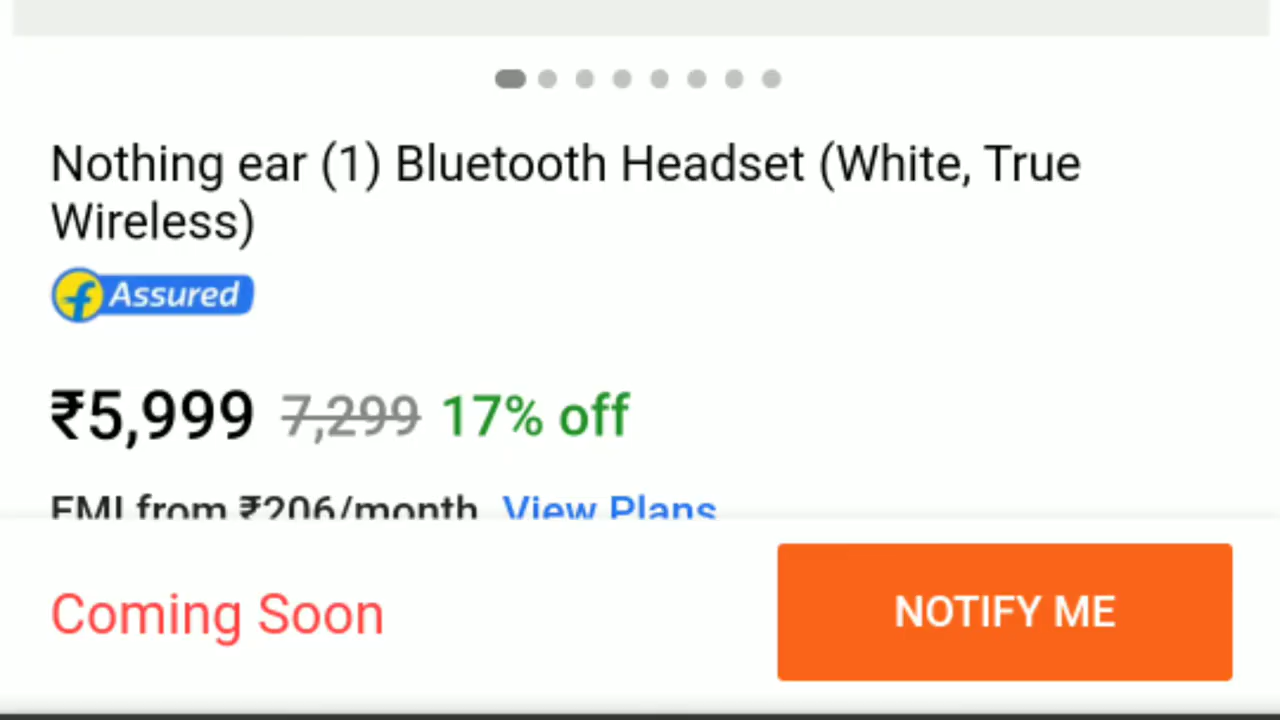 Nothing ear (1) Bluetooth Headset (White, True
Wireless)
Assured
₹5,999 7,299 17% off
EMI from ₹206/month View Plans
Coming Soon
NOTIFY ME